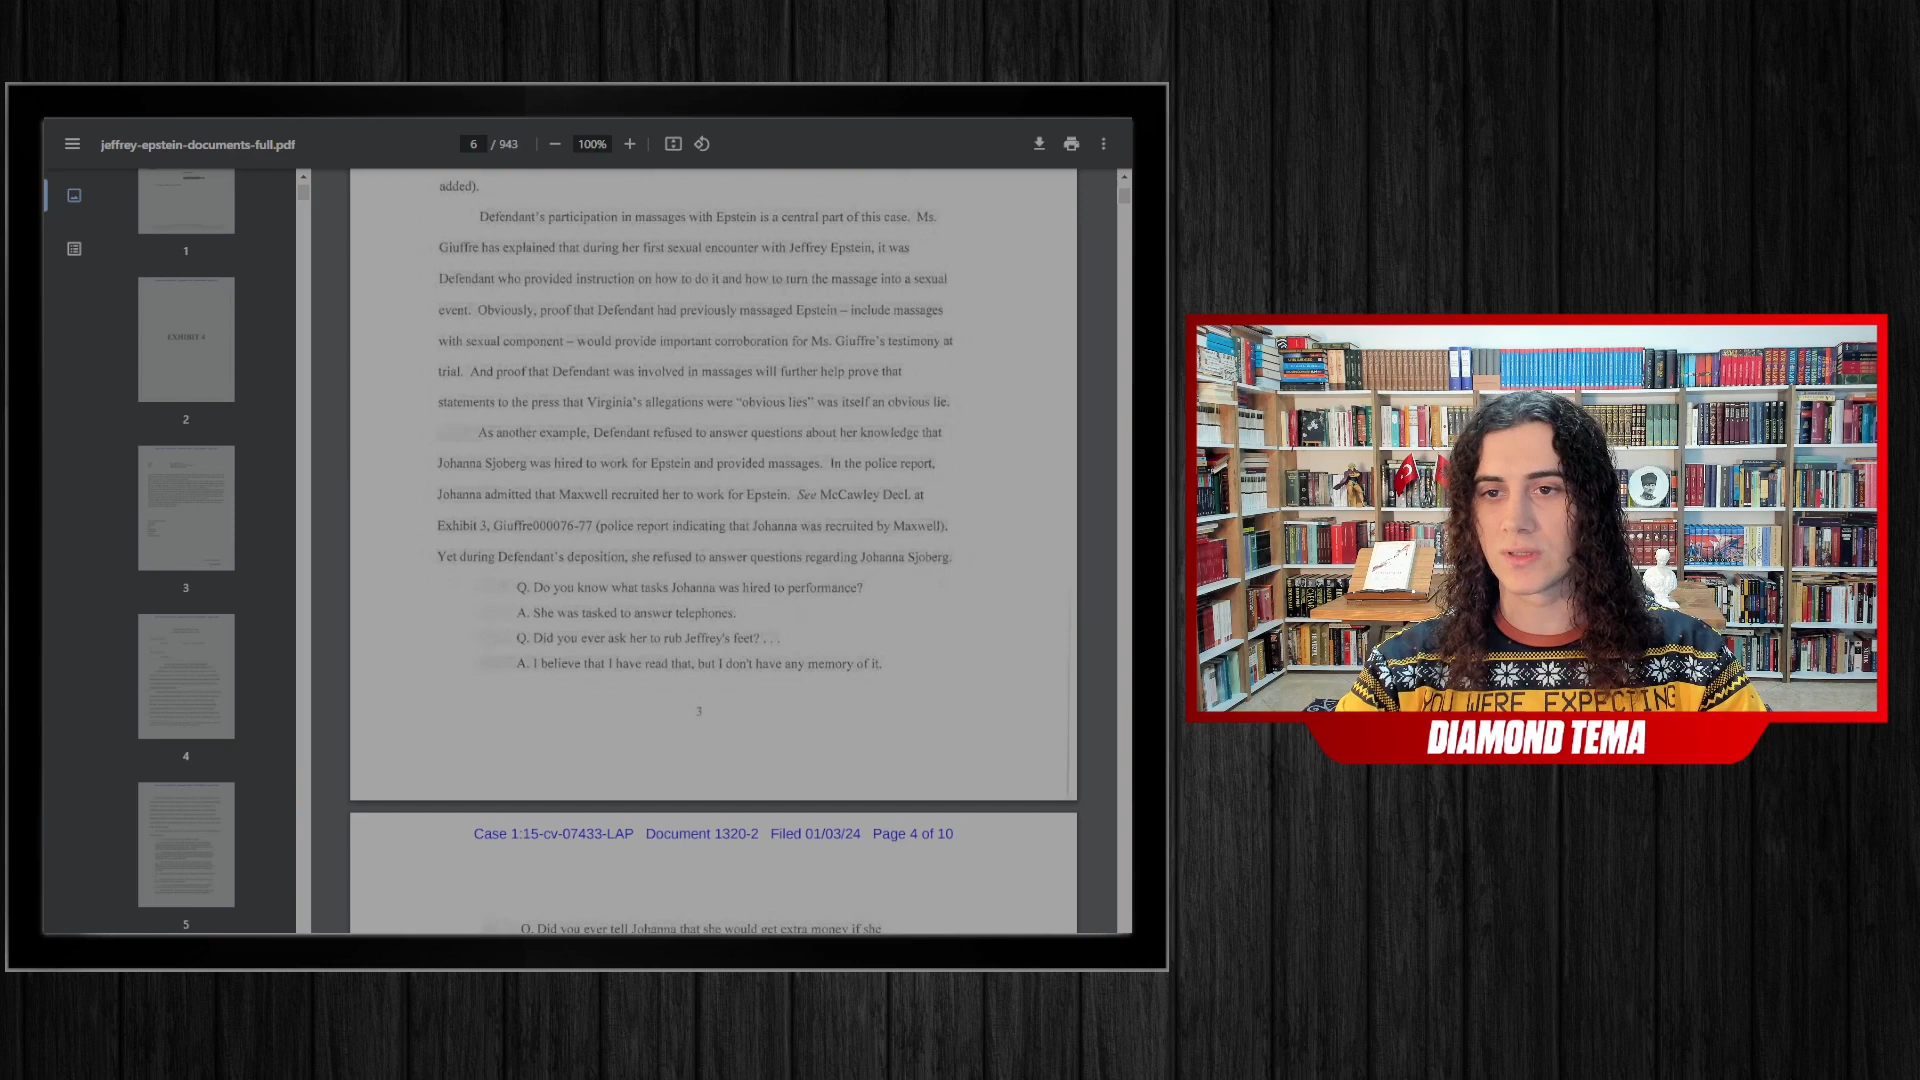 jeffrey-epstein-documents-full.pdf
6 / 943
100%
added).
Defendant's participation in massages with Epstein is a central part of this case. Ms.
Giuffre has explained that during her first sexual encounter with Jeffrey Epstein, it was
Defendant who provided instruction on how to do it and how to turn the massage into a sexual
event. Obviously, proof that Defendant had previously massaged Epstein – include massages
with sexual component – would provide important corroboration for Ms. Giuffre's testimony at
trial. And proof that Defendant was involved in massages will further help prove that
statements to the press that Virginia's allegations were “obvious lies” was itself an obvious lie.
As another example, Defendant refused to answer questions about her knowledge that
Johanna Sjoberg was hired to work for Epstein and provided massages. In the police report,
Johanna admitted that Maxwell recruited her to work for Epstein. See McCawley Decl. at
Exhibit 3, Giuffre000076-77 (police report indicating that Johanna was recruited by Maxwell).
Yet during Defendant's deposition, she refused to answer questions regarding Johanna Sjoberg.
Q. Do you know what tasks Johanna was hired to performance?
A. She was tasked to answer telephones.
Q. Did you ever ask her to rub Jeffrey's feet? . . .
A. I believe that I have read that, but I don't have any memory of it.
3
Case 1:15-cv-07433-LAP Document 1320-2 Filed 01/03/24 Page 4 of 10
Q. Did you ever tell Johanna that she would get extra money if she
1
EXHIBIT 4
2
3
4
5
YOU WERE EXPECTING
DIAMOND TEMA